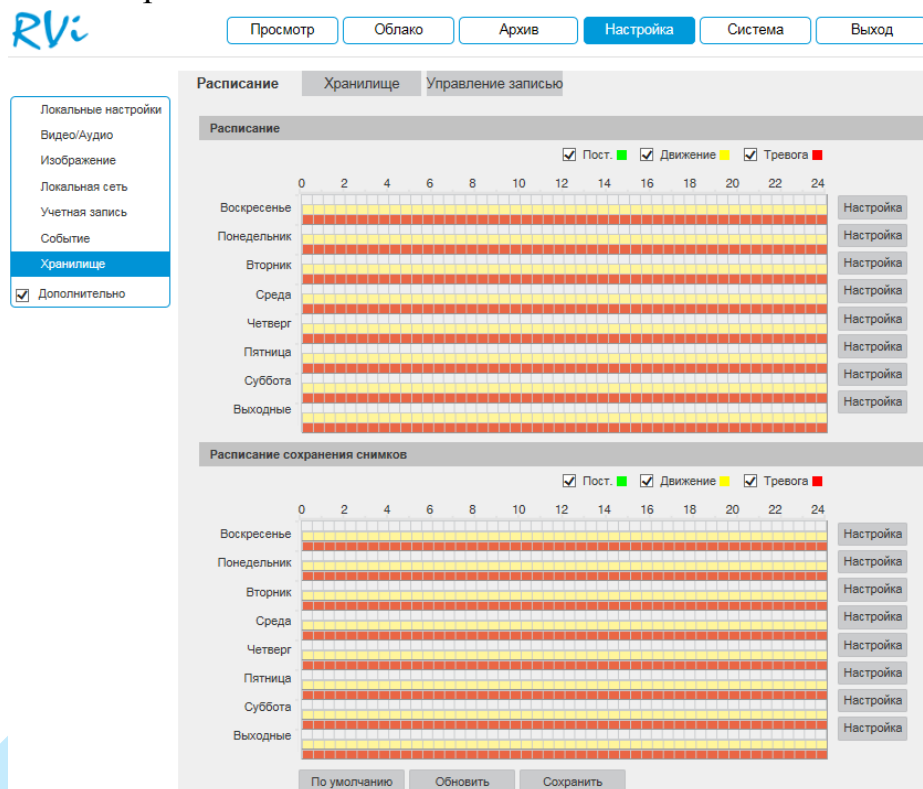 RVi
Просмотр Облако Архив Настройка Система Выход
Расписание Хранилище Управление записью
Локальные настройки
Видео/Аудио
Изображение
Локальная сеть
Учетная запись
Событие
Хранилище
Дополнительно
Расписание
Пост. Движение Тревога
0 2 4 6 8 10 12 14 16 18 20 22 24
Воскресенье Настройка
Понедельник Настройка
Вторник Настройка
Среда Настройка
Четверг Настройка
Пятница Настройка
Суббота Настройка
Выходные Настройка
Расписание сохранения снимков
Пост. Движение Тревога
0 2 4 6 8 10 12 14 16 18 20 22 24
Воскресенье Настройка
Понедельник Настройка
Вторник Настройка
Среда Настройка
Четверг Настройка
Пятница Настройка
Суббота Настройка
Выходные Настройка
По умолчанию Обновить Сохранить